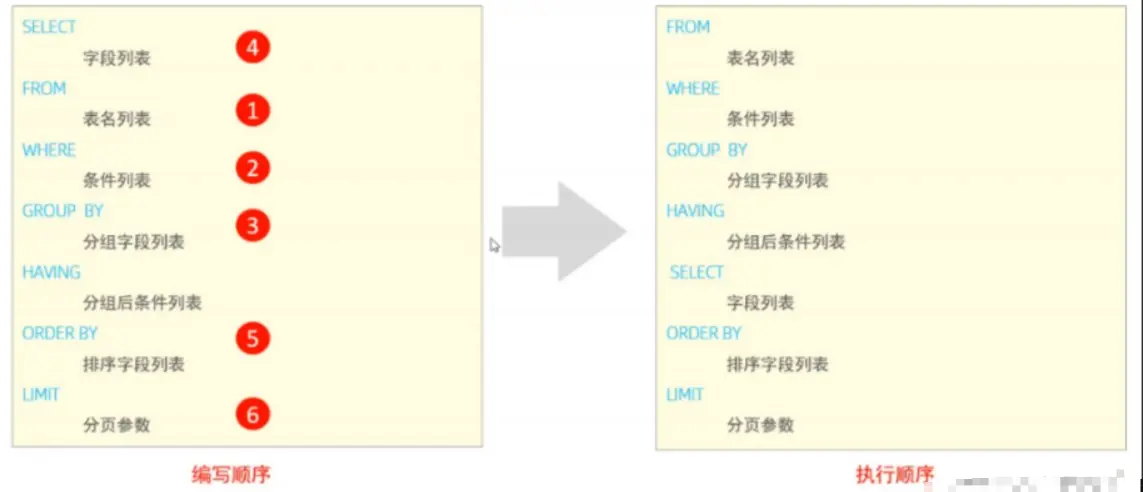 SELECT
字段列表
4
FROM
表名列表
1
WHERE
条件列表
2
GROUP BY
分组字段列表
3
HAVING
分组后条件列表
ORDER BY
排序字段列表
5
LIMIT
分页参数
6
编写顺序
FROM
表名列表
WHERE
条件列表
GROUP BY
分组字段列表
HAVING
分组后条件列表
SELECT
字段列表
ORDER BY
排序字段列表
LIMIT
分页参数
执行顺序